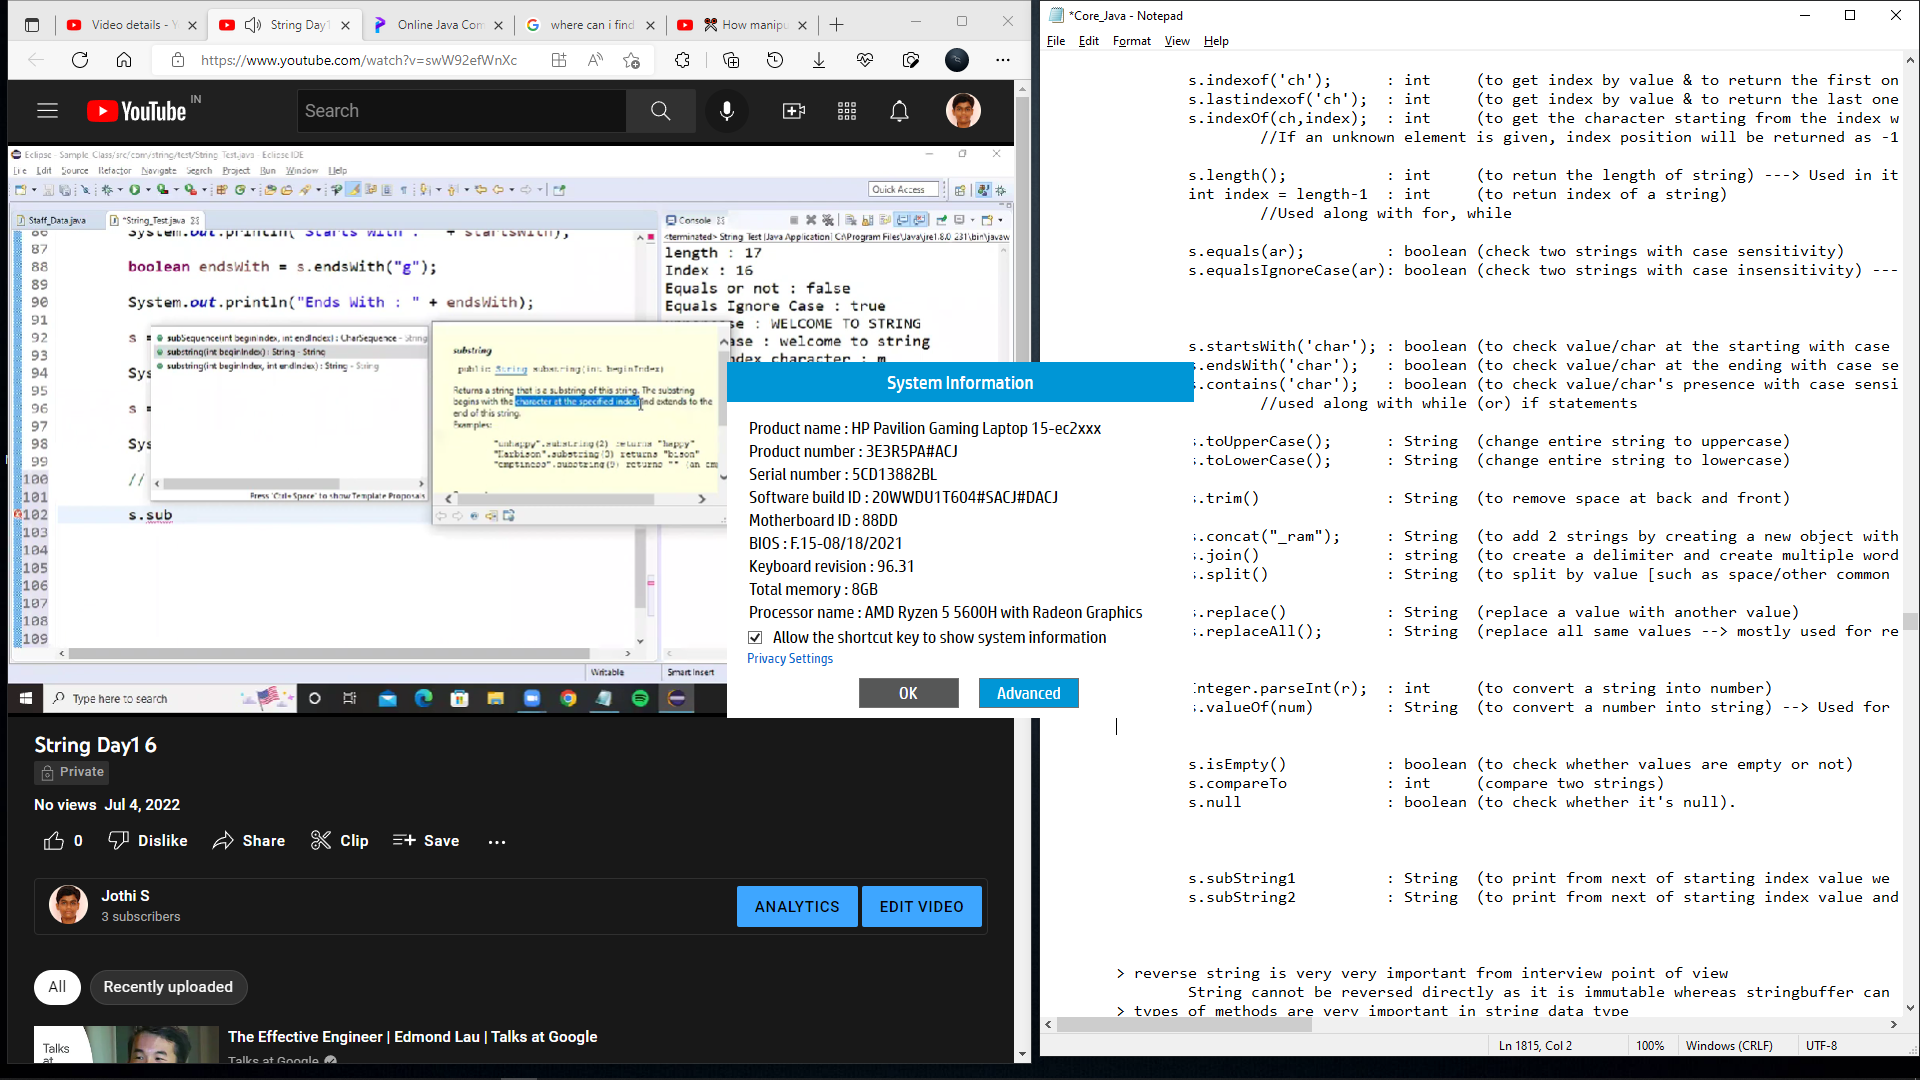 Video details - Y
String Day1
Online Java Com
where can i find
How manipu
https://www.youtube.com/watch?v=swW92efWnXc
YouTube IN
Search
Eclipse - Sample_Class/src/com/string/test/String_Test.java - Eclipse IDE
File Edit Source Refactor Navigate Search Project Run Window Help
Quick Access
Staff_Data.java
*String_Test.java
Console
<terminated> String Test [Java Application] C:\Program Files\Java\jre1.8.0_231\bin\javaw
86 System.out.println("Starts With : " + startsWith);
87
88 boolean endsWith = s.endsWith("g");
89
90 System.out.println("Ends With : " + endsWith);
91
92 s =
93
94 Sys
95
96 s =
97
98 Sys
99
100 //
101
102 s.sub
103
104
105
106
107
108
109
subSequence(int beginIndex, int endIndex) : CharSequence - String
substring(int beginIndex) : String - String
substring(int beginIndex, int endIndex) : String - String
Press 'Ctrl+Space' to show Template Proposals
substring
public String substring(int beginIndex)
Returns a string that is a substring of this string. The substring
begins with the character at the specified index and extends to the
end of this string.
Examples:
"unhappy".substring(2) returns "happy"
"Harbison".substring(3) returns "bison"
"emptiness".substring(9) returns "" (an em
length : 17
Index : 16
Equals or not : false
Equals Ignore Case : true
ase : WELCOME TO STRING
ase : welcome to string
ndex character : m
Writable
Smart Insert
Type here to search
String Day1 6
Private
No views Jul 4, 2022
0
Dislike
Share
Clip
Save
Jothi S
3 subscribers
ANALYTICS
EDIT VIDEO
All
Recently uploaded
Talks
at
The Effective Engineer | Edmond Lau | Talks at Google
Talks at Google
System Information
Product name : HP Pavilion Gaming Laptop 15-ec2xxx
Product number : 3E3R5PA#ACJ
Serial number : 5CD13882BL
Software build ID : 20WWDU1T604#SACJ#DACJ
Motherboard ID : 88DD
BIOS : F.15-08/18/2021
Keyboard revision : 96.31
Total memory : 8GB
Processor name : AMD Ryzen 5 5600H with Radeon Graphics
Allow the shortcut key to show system information
Privacy Settings
OK
Advanced
*Core_Java - Notepad
File Edit Format View Help
s.indexof('ch'); : int (to get index by value & to return the first on
s.lastindexof('ch'); : int (to get index by value & to return the last one
s.indexOf(ch,index); : int (to get the character starting from the index w
//If an unknown element is given, index position will be returned as -1
s.length(); : int (to retun the length of string) ---> Used in it
int index = length-1 : int (to retun index of a string)
//Used along with for, while
s.equals(ar); : boolean (check two strings with case sensitivity)
s.equalsIgnoreCase(ar): boolean (check two strings with case insensitivity) ---
s.startsWith('char'); : boolean (to check value/char at the starting with case
s.endsWith('char'); : boolean (to check value/char at the ending with case se
s.contains('char'); : boolean (to check value/char's presence with case sensi
//used along with while (or) if statements
s.toUpperCase(); : String (change entire string to uppercase)
s.toLowerCase(); : String (change entire string to lowercase)
s.trim() : String (to remove space at back and front)
s.concat("_ram"); : String (to add 2 strings by creating a new object with
s.join() : string (to create a delimiter and create multiple word
s.split() : String (to split by value [such as space/other common
s.replace() : String (replace a value with another value)
s.replaceAll(); : String (replace all same values --> mostly used for re
Integer.parseInt(r); : int (to convert a string into number)
s.valueOf(num) : String (to convert a number into string) --> Used for
s.isEmpty() : boolean (to check whether values are empty or not)
s.compareTo : int (compare two strings)
s.null : boolean (to check whether it's null).
s.subString1 : String (to print from next of starting index value we
s.subString2 : String (to print from next of starting index value and
> reverse string is very very important from interview point of view
String cannot be reversed directly as it is immutable whereas stringbuffer can
> types of methods are very important in string data type
Ln 1815, Col 2
100%
Windows (CRLF)
UTF-8